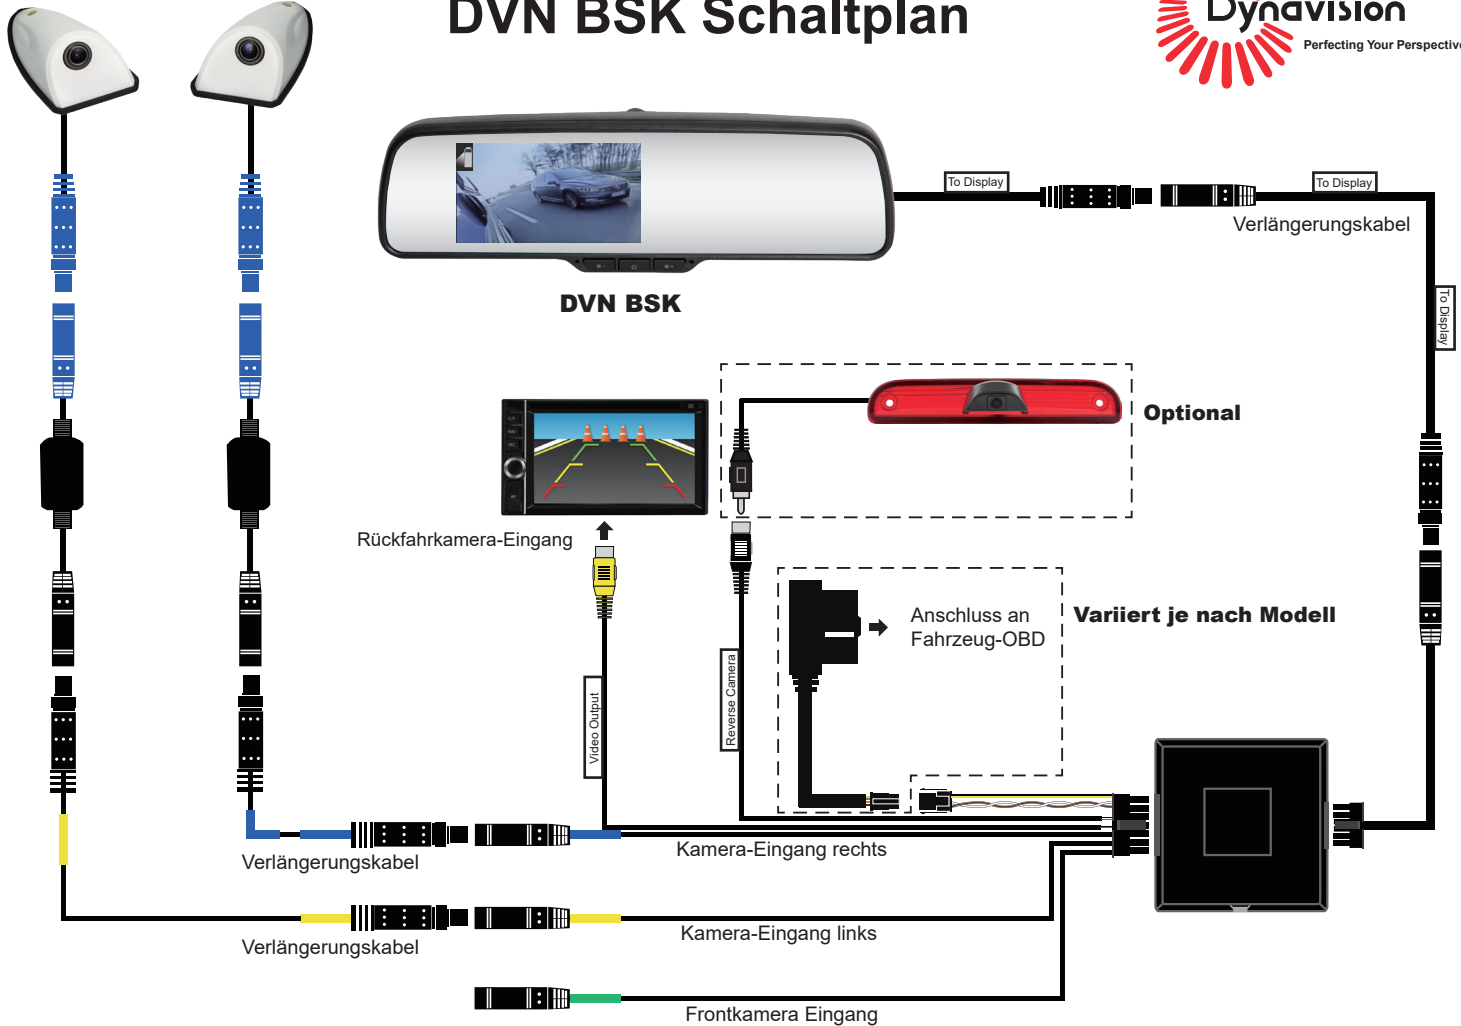 DVN BSK Schaltplan
Dynavision
Perfecting Your Perspective
To Display
To Display
Verlängerungskabel
To Display
DVN BSK
Optional
Rückfahrkamera-Eingang
Anschluss an
Fahrzeug-OBD
Variiert je nach Modell
Video Output
Reverse Camera
Verlängerungskabel
Kamera-Eingang rechts
Verlängerungskabel
Kamera-Eingang links
Frontkamera Eingang